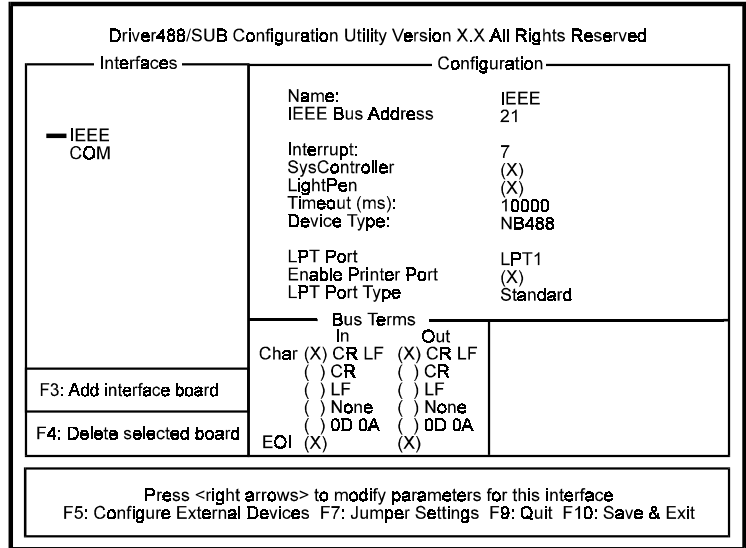 Driver488/SUB Configuration Utility Version X.X All Rights Reserved
Interfaces
IEEE
COM
F3: Add interface board
F4: Delete selected board
Configuration
Name: IEEE
IEEE Bus Address 21
Interrupt: 7
SysController (X)
LightPen (X)
Timeout (ms): 10000
Device Type: NB488
LPT Port LPT1
Enable Printer Port (X)
LPT Port Type Standard
Bus Terms
In Out
Char (X) CR LF (X) CR LF
( ) CR ( ) CR
( ) LF ( ) LF
( ) None ( ) None
( ) 0D 0A ( ) 0D 0A
EOI (X) (X)
Press <right arrows> to modify parameters for this interface
F5: Configure External Devices F7: Jumper Settings F9: Quit F10: Save & Exit